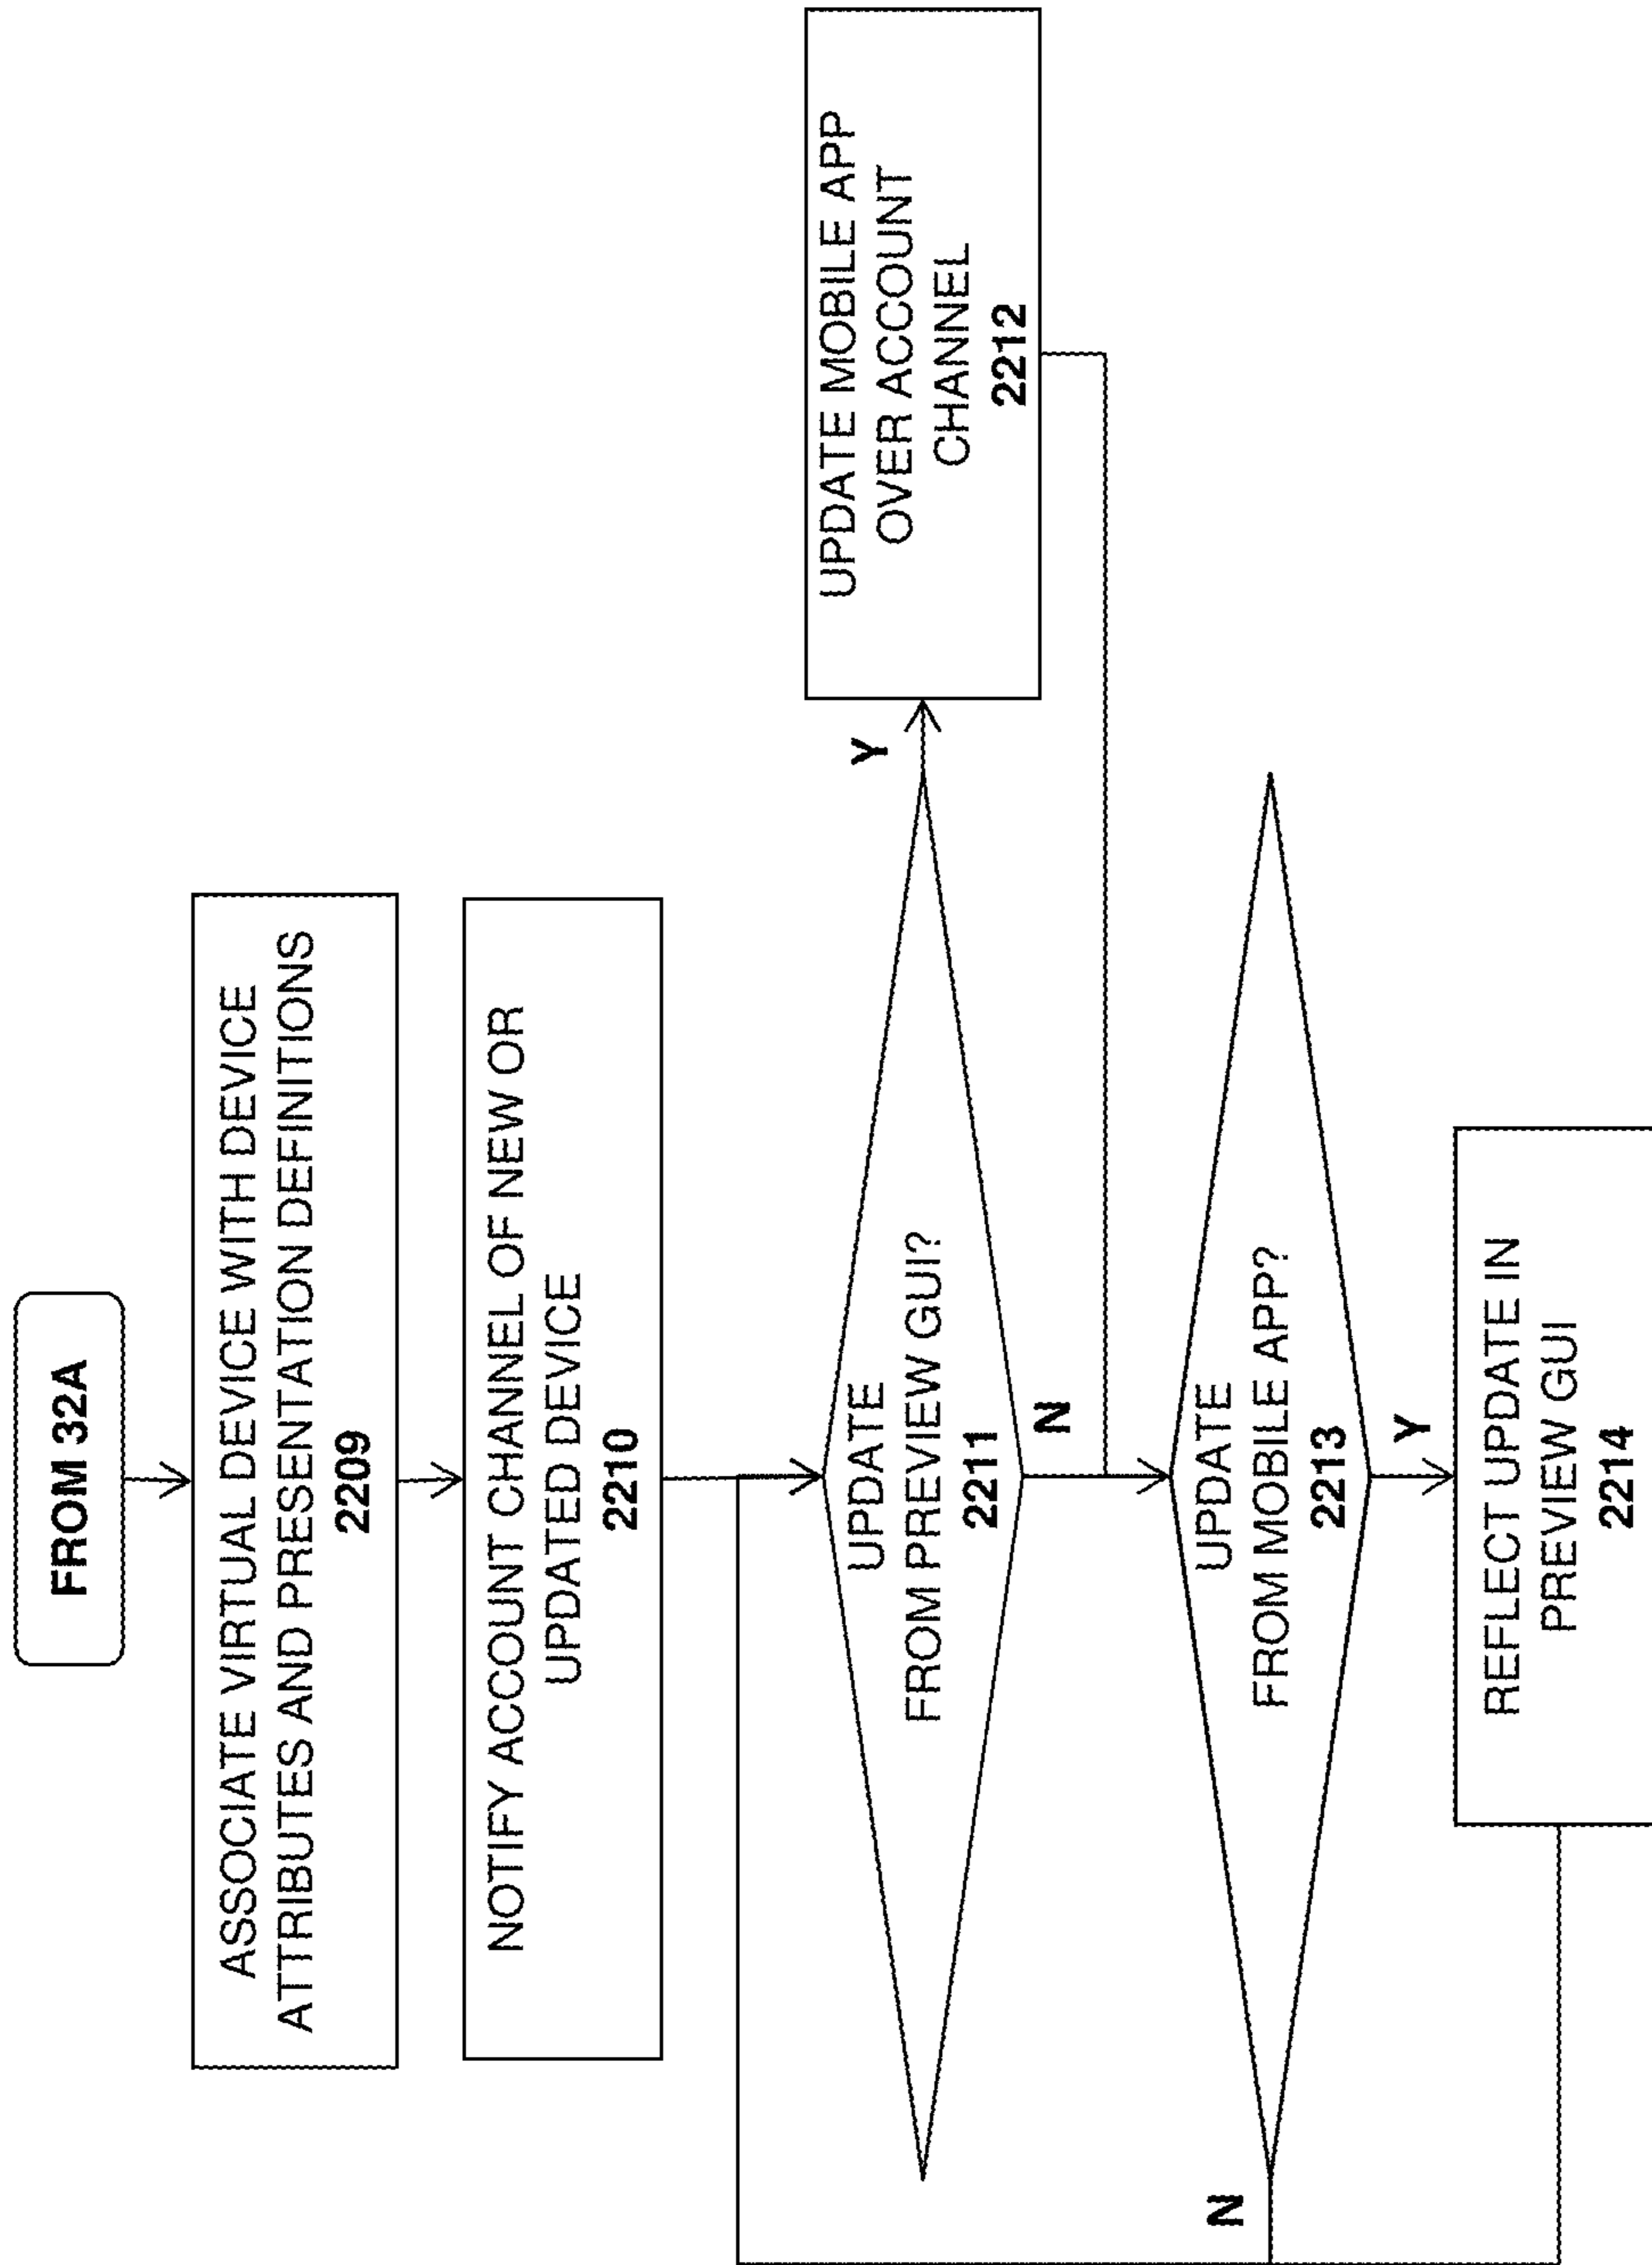 FROM 32A
ASSOCIATE VIRTUAL DEVICE WITH DEVICE
ATTRIBUTES AND PRESENTATION DEFINITIONS
2209
NOTIFY ACCOUNT CHANNEL OF NEW OR
UPDATED DEVICE
2210
UPDATE
FROM PREVIEW GUI?
2211
Y
UPDATE MOBILE APP
OVER ACCOUNT
CHANNEL
2212
N
UPDATE
FROM MOBILE APP?
2213
N
Y
REFLECT UPDATE IN
PREVIEW GUI
2214